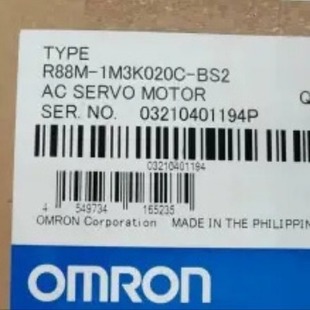 TYPE
R88M-1M3K020C-BS2
AC SERVO MOTOR Q
SER. NO. 03210401194P
03210401194
4 549734 165235
OMRON Corporation MADE IN THE PHILIPPIN
OMRON